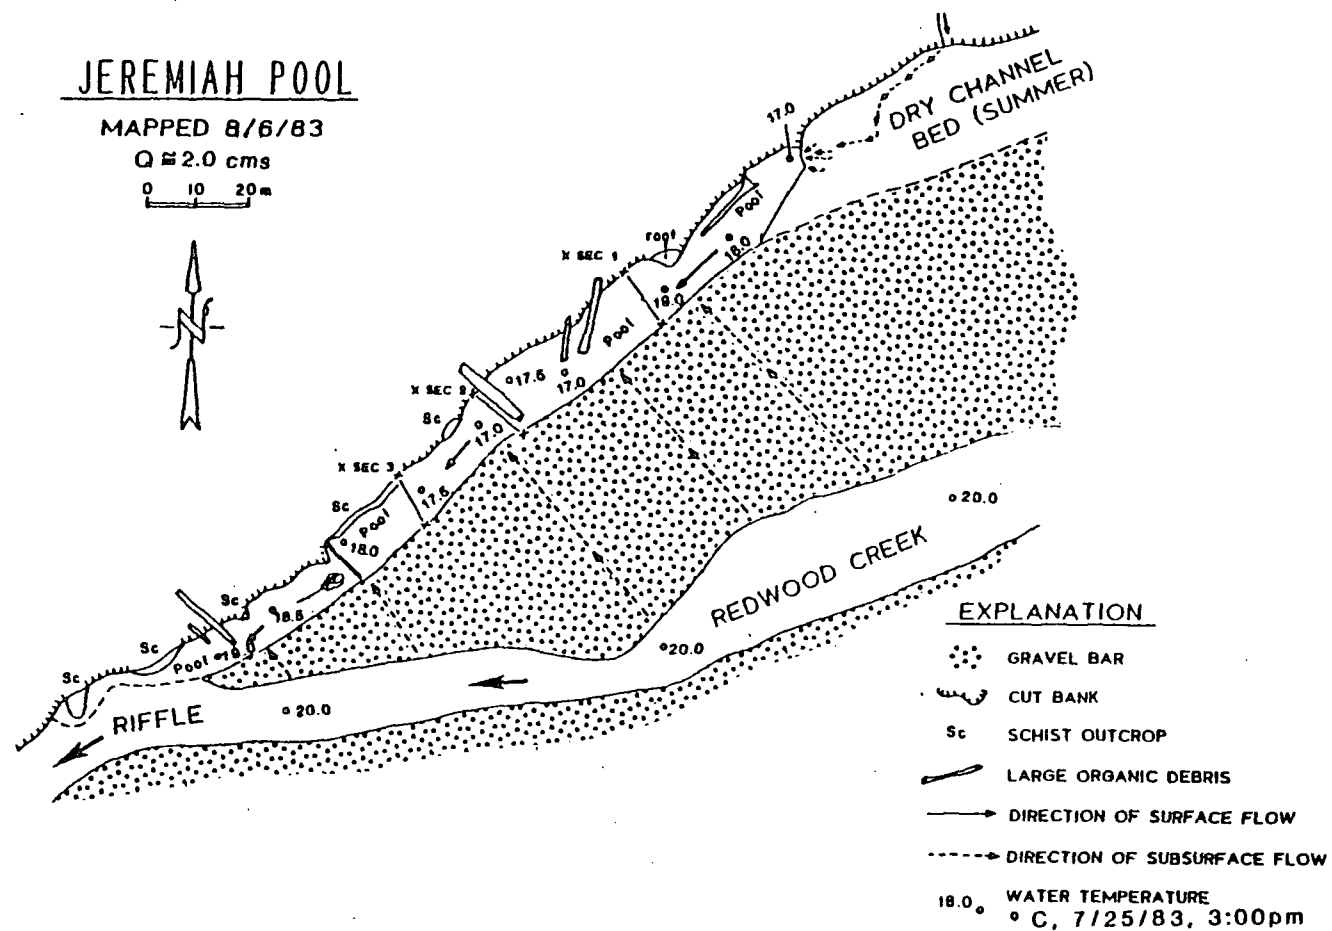 JEREMIAH POOL
MAPPED 8/6/83
Q ≅ 2.0 cms
0 10 20 m
N
17.0
DRY CHANNEL
BED (SUMMER)
Pool
root
18.0
X SEC 1
18.0
Pool
17.5
17.0
X SEC 2
Sc
17.0
X SEC 3
17.5
Sc
Pool
18.0
20.0
REDWOOD CREEK
Sc
18.5
20.0
Sc
Pool
Sc
RIFFLE
20.0
EXPLANATION
GRAVEL BAR
CUT BANK
Sc SCHIST OUTCROP
LARGE ORGANIC DEBRIS
DIRECTION OF SURFACE FLOW
DIRECTION OF SUBSURFACE FLOW
18.0 WATER TEMPERATURE
° C, 7/25/83, 3:00pm